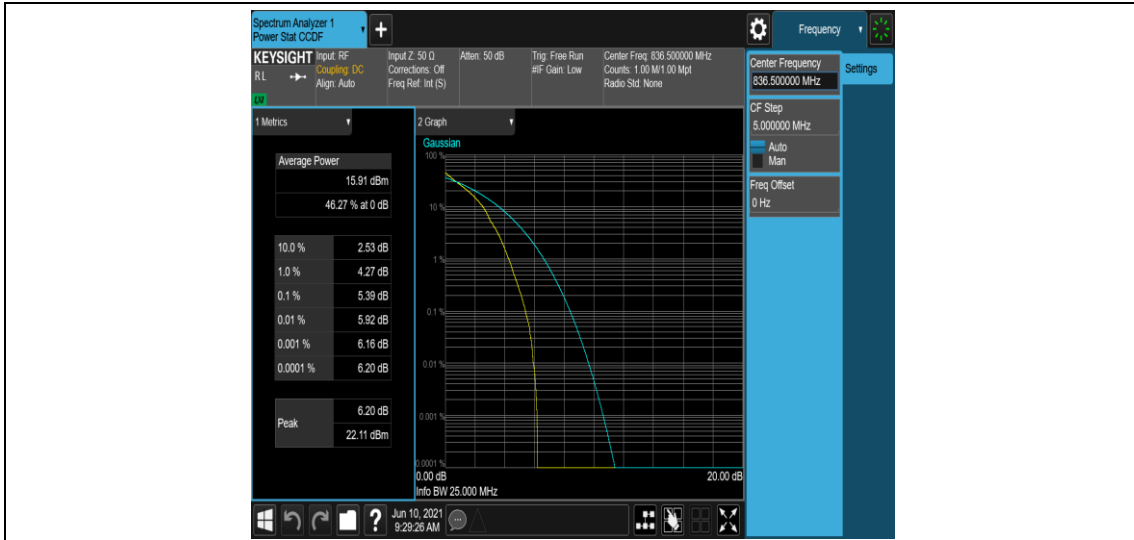 Spectrum Analyzer 1
Power Stat CCDF
+
Frequency
KEYSIGHT
RL
Input: RF
Coupling: DC
Align: Auto
Input Z: 50 Ω
Corrections: Off
Freq Ref: Int (S)
Atten: 50 dB
Trig: Free Run
#IF Gain: Low
Center Freq: 836.500000 MHz
Counts: 1.00 M/1.00 Mpt
Radio Std: None
Center Frequency
836.500000 MHz
Settings
CF Step
5.000000 MHz
Auto
Man
Freq Offset
0 Hz
1 Metrics
Average Power
15.91 dBm
46.27 % at 0 dB
10.0 % 2.53 dB
1.0 % 4.27 dB
0.1 % 5.39 dB
0.01 % 5.92 dB
0.001 % 6.16 dB
0.0001 % 6.20 dB
Peak
6.20 dB
22.11 dBm
2 Graph
Gaussian
100 %
10 %
1 %
0.1 %
0.01 %
0.001 %
0.0001 %
0.00 dB 20.00 dB
Info BW 25.000 MHz
?
Jun 10, 2021
9:29:26 AM